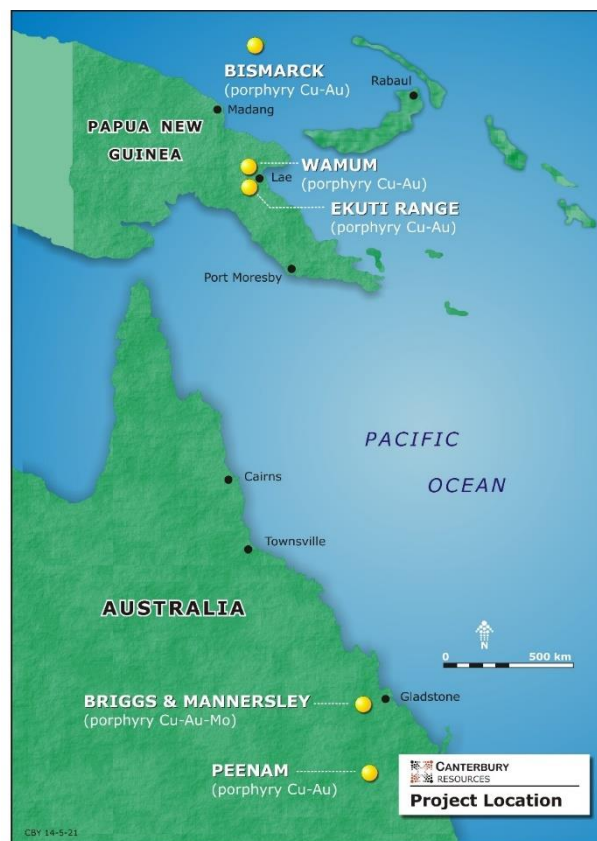 BISMARCK
(porphyry Cu-Au)
Rabaul
Madang
PAPUA NEW
GUINEA
WAMUM
(porphyry Cu-Au)
Lae
EKUTI RANGE
(porphyry Cu-Au)
Port Moresby
PACIFIC
OCEAN
Cairns
Townsville
AUSTRALIA
N
0 500 km
BRIGGS & MANNERSLEY
(porphyry Cu-Au-Mo)
Gladstone
PEENAM
(porphyry Cu-Au)
CANTERBURY
RESOURCES
Project Location
CBY 14-5-21